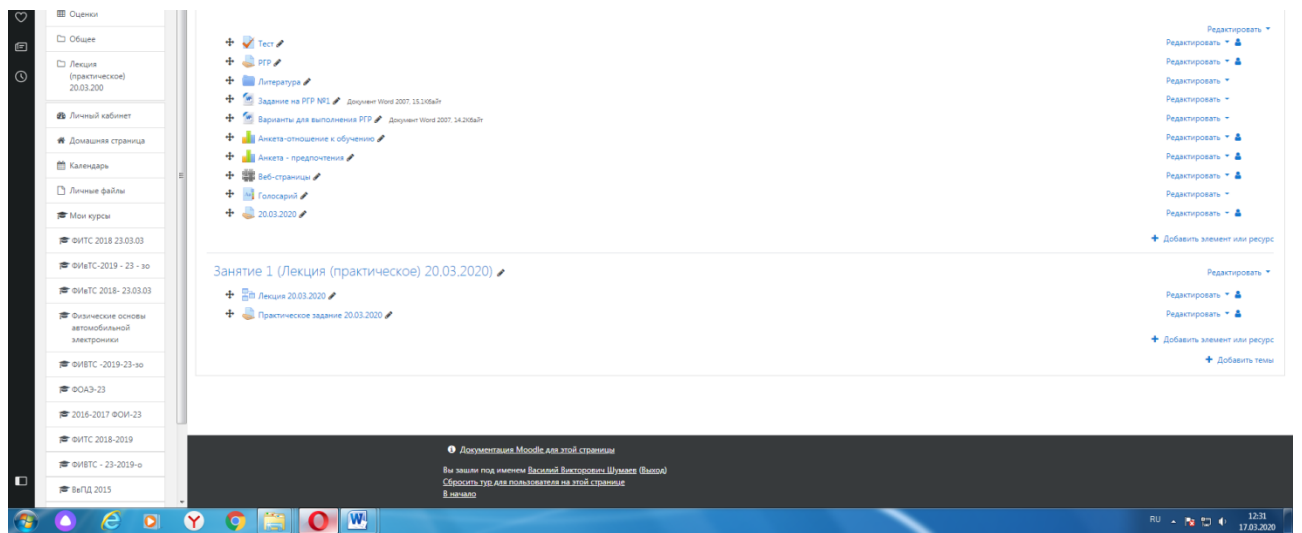 Оценки
Общее
Лекция
(практическое)
20.03.200
Личный кабинет
Домашняя страница
Календарь
Личные файлы
Мои курсы
ФИТС 2018 23.03.03
ФИвТС-2019 - 23 - зо
ФИвТС 2018- 23.03.03
Физические основы
автомобильной
электроники
ФИВТС -2019-23-зо
ФОАЭ-23
2016-2017 ФОИ-23
ФИТС 2018-2019
ФИВТС - 23-2019-о
ВеПД 2015
Редактировать
Тест Редактировать
РГР Редактировать
Литература Редактировать
Задание на РГР №1 Документ Word 2007, 15.1Кбайт Редактировать
Варианты для выполнения РГР Документ Word 2007, 14.2Кбайт Редактировать
Анкета-отношение к обучению Редактировать
Анкета - предпочтения Редактировать
Веб-страницы Редактировать
Голосарий Редактировать
20.03.2020 Редактировать
Добавить элемент или ресурс
Занятие 1 (Лекция (практическое) 20.03.2020) Редактировать
Лекция 20.03.2020 Редактировать
Практическое задание 20.03.2020 Редактировать
Добавить элемент или ресурс
Добавить темы
Документация Moodle для этой страницы
Вы зашли под именем Василий Викторович Шумаев (Выход)
Сбросить тур для пользователя на этой странице
В начало
RU 12:31
17.03.2020